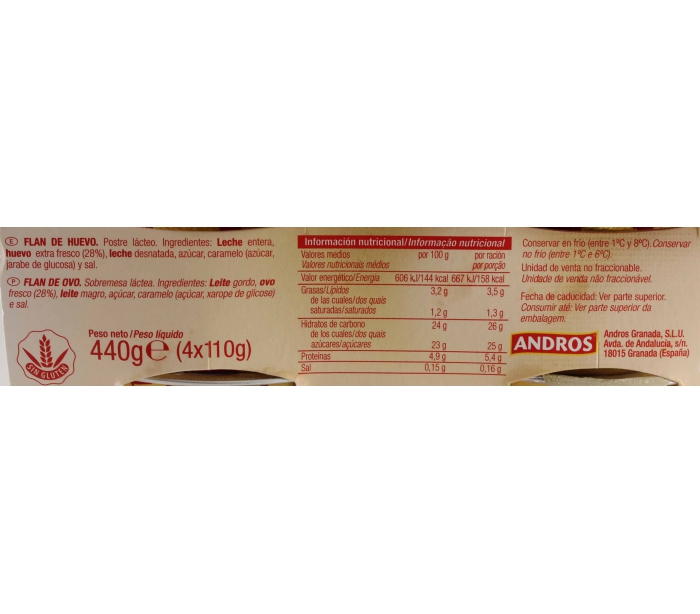 E FLAN DE HUEVO. Postre lácteo. Ingredientes: Leche entera,
huevo extra fresco (28%), leche desnatada, azúcar, caramelo (azúcar,
jarabe de glucosa) y sal.
P FLAN DE OVO. Sobremesa láctea. Ingredientes: Leite gordo, ovo
fresco (28%), leite magro, açúcar, caramelo (açúcar, xarope de glicose)
e sal.
SIN GLUTEN
Peso neto/Peso líquido
440g e (4x110g)
Información nutricional/Informação nutricional
Valores medios por 100 g por ración
Valores nutricionais médios por porção
Valor energético/Energia 606 kJ/144 kcal 667 kJ/158 kcal
Grasas/Lípidos 3,2 g 3,5 g
de las cuales/dos quais
saturadas/saturados 1,2 g 1,3 g
Hidratos de carbono 24 g 26 g
de los cuales/dos quais
azúcares/açúcares 23 g 25 g
Proteínas 4,9 g 5,4 g
Sal 0,15 g 0,16 g
Conservar en frío (entre 1ºC y 8ºC). Conservar
no frio (entre 1ºC e 6ºC).
Unidad de venta no fraccionable.
Unidade de venda não fraccionável.
Fecha de caducidad: Ver parte superior.
Consumir até: Ver parte superior da
embalagem.
ANDROS
Andros Granada, S.L.U.
Avda. de Andalucía, s/n.
18015 Granada (España)